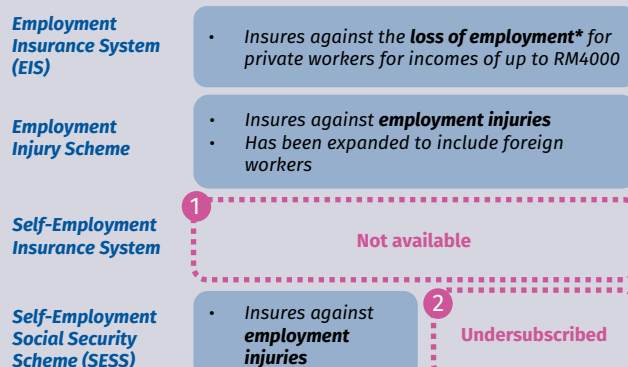 Employment
Insurance System
(EIS)
• Insures against the loss of employment* for
private workers for incomes of up to RM4000
Employment
Injury Scheme
• Insures against employment injuries
• Has been expanded to include foreign
workers
1
Self-Employment
Insurance System
Not available
Self-Employment
Social Security
Scheme (SESS)
• Insures against
employment
injuries
2
Undersubscribed